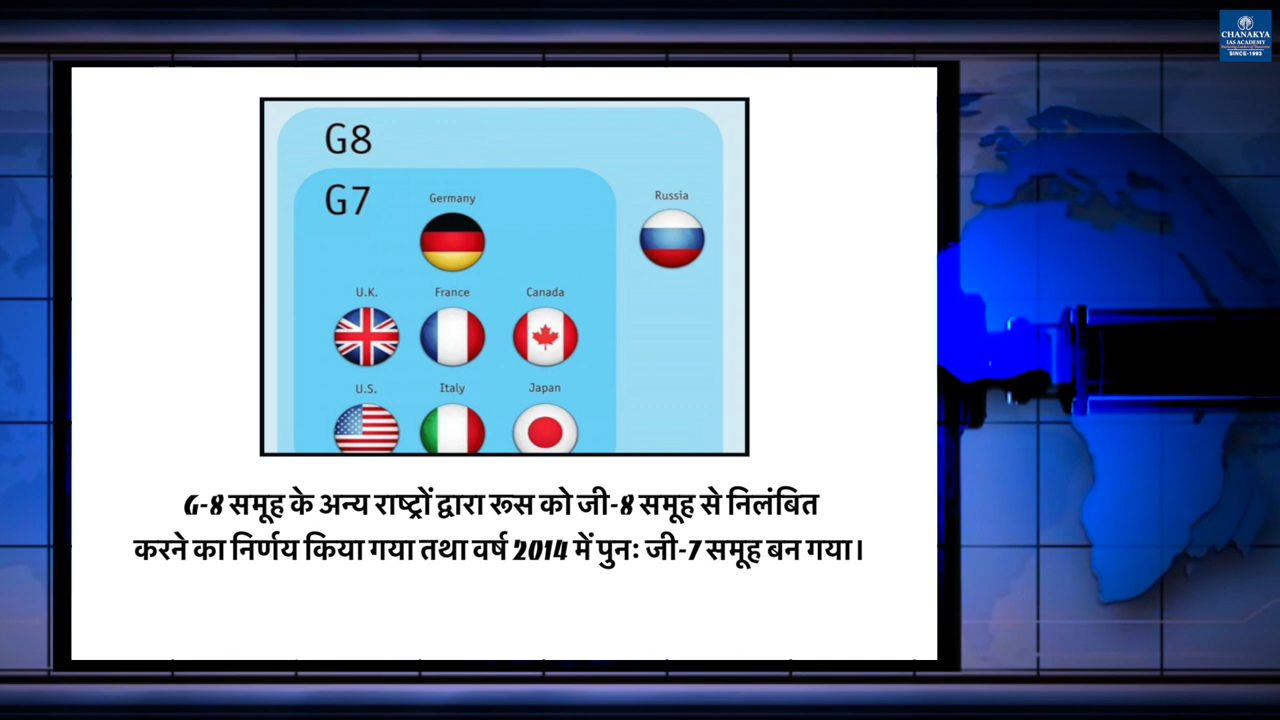 CHANAKYA
IAS ACADEMY
SINCE-1993
G8
G7
Germany
Russia
U.K.
France
Canada
U.S.
Italy
Japan
G-8 समूह के अन्य राष्ट्रों द्वारा रूस को जी-8 समूह से निलंबित
करने का निर्णय किया गया तथा वर्ष 2014 में पुनः जी-7 समूह बन गया।